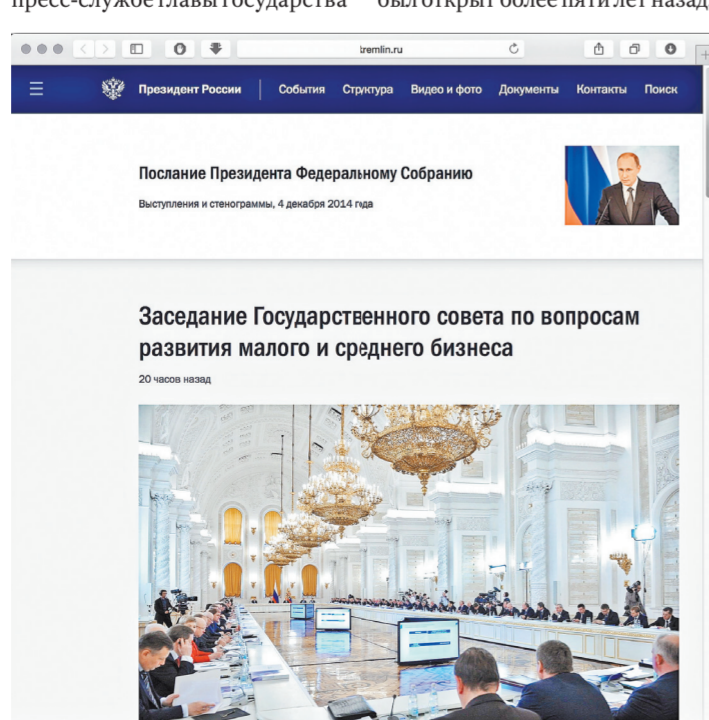 пресс-службе главы государства был открыт более пяти лет назад
kremlin.ru
Президент России События Структура Видео и фото Документы Контакты Поиск
Послание Президента Федеральному Собранию
Выступления и стенограммы, 4 декабря 2014 года
Заседание Государственного совета по вопросам
развития малого и среднего бизнеса
20 часов назад